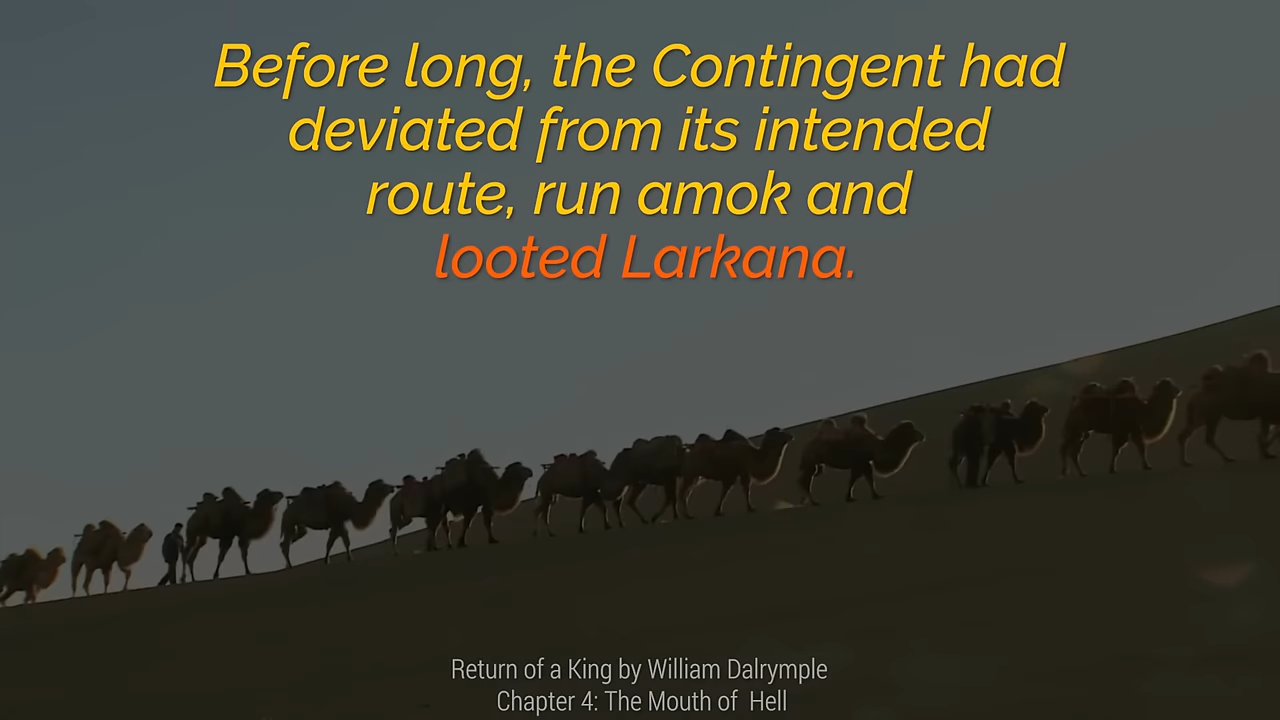 Before long, the Contingent had
deviated from its intended
route, run amok and
looted Larkana.
Return of a King by William Dalrymple
Chapter 4: The Mouth of Hell